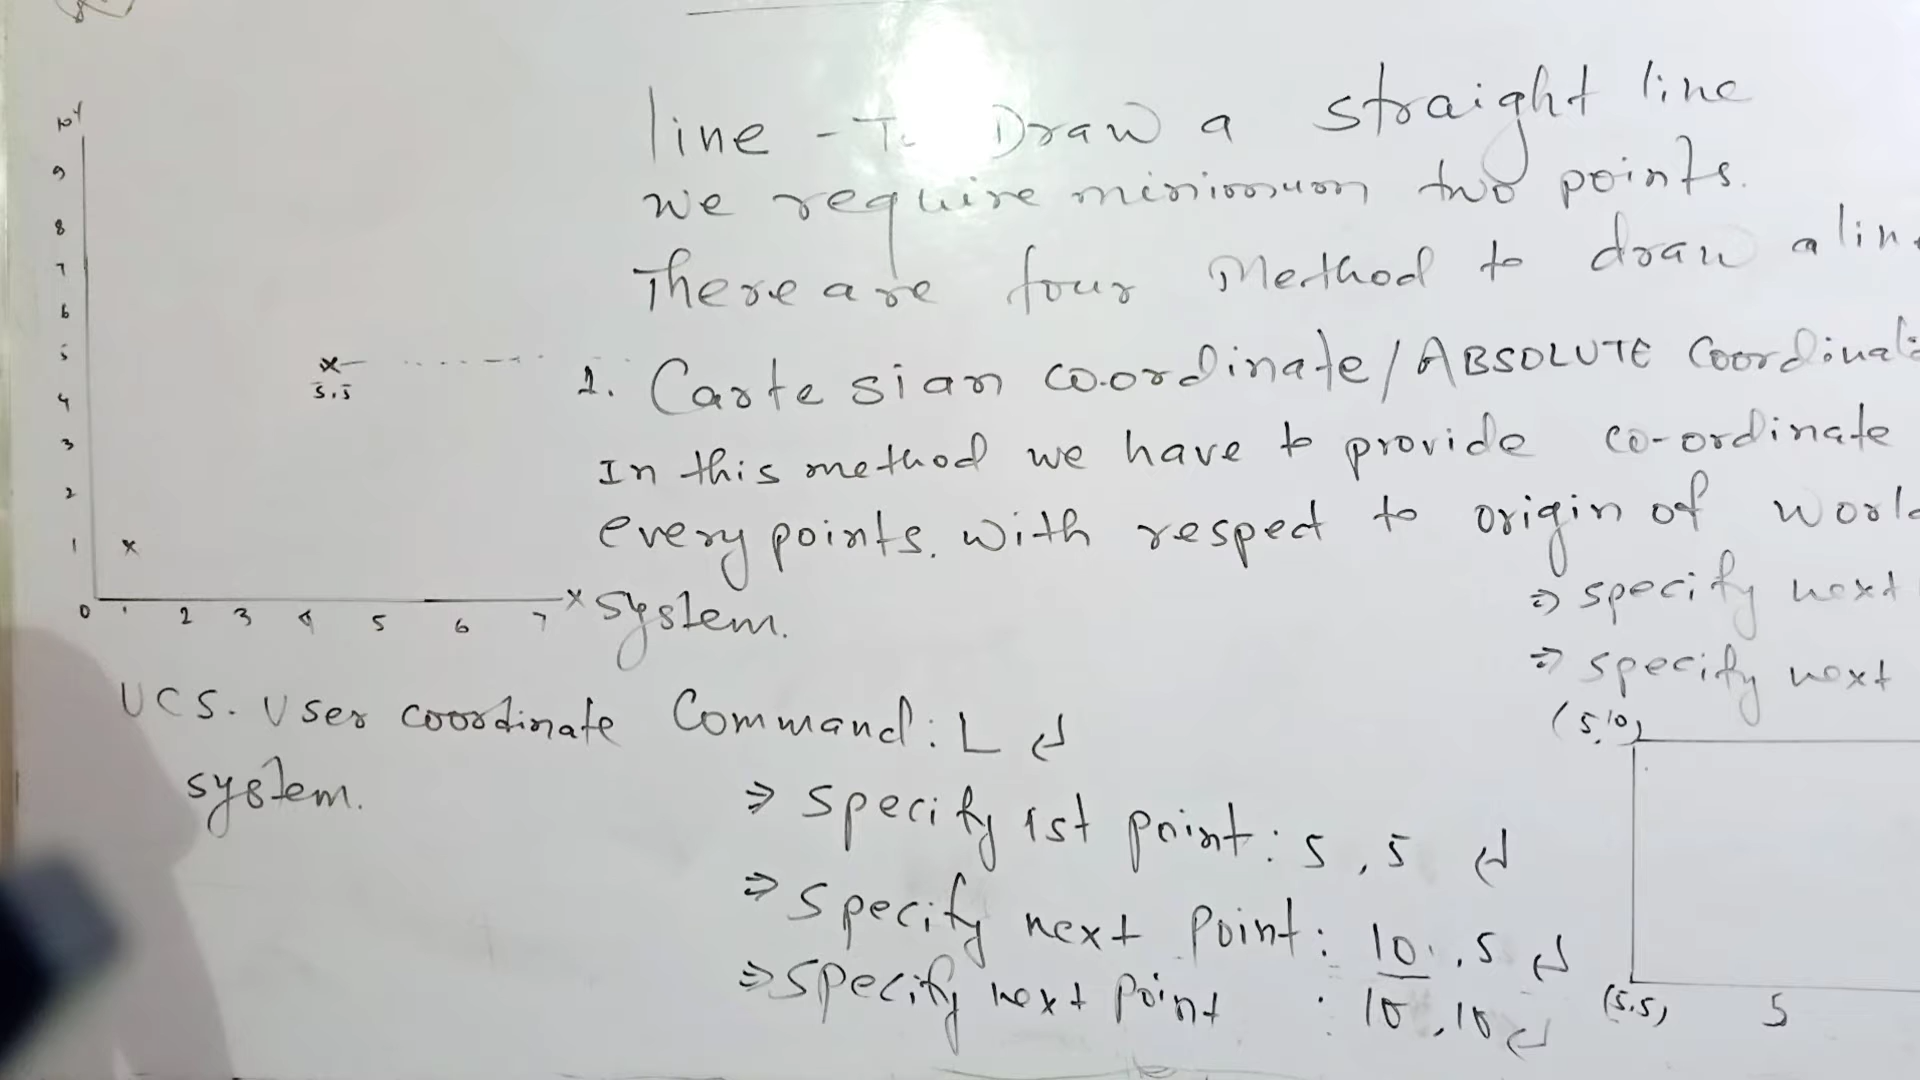 line - To Draw a straight line
we require minimum two points.
There are four Method to draw a
1. Cartesian co-ordinate / ABSOLUTE
In this method we have to provide co-ordinate
every points. with respect to origin of
system.
Y
10
9
8
7
6
5
4
3
2
1
x
5,5
x
0 1 2 3 4 5 6 7 x
UCS. User coordinate
system.
Command: L ↵
⇒ specify 1st point: 5,5 ↵
⇒ specify next point: 10,5 ↵
⇒ specify next point : 10,10 ↵
⇒ specify next
⇒ specify next
(5,10)
(5,5) 5